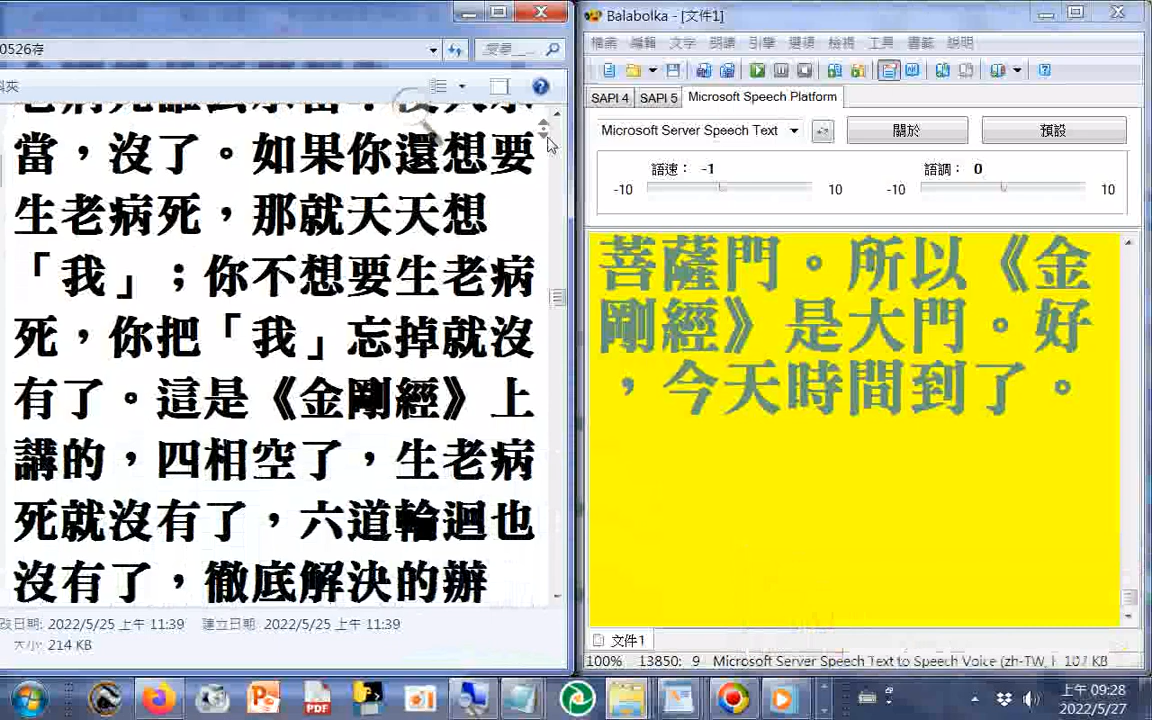 0526存
料夾
當，沒了。如果你還想要
生老病死，那就天天想
「我」；你不想要生老病
死，你把「我」忘掉就沒
有了。這是《金剛經》上
講的，四相空了，生老病
死就沒有了，六道輪迴也
沒有了，徹底解決的辦
改日期: 2022/5/25 上午 11:39 建立日期: 2022/5/25 上午 11:39
大小: 214 KB
Balabolka - [文件1]
檔案 編輯 文字 朗讀 引擎 選項 檢視 工具 書籤 說明
SAPI 4 SAPI 5 Microsoft Speech Platform
Microsoft Server Speech Text 關於 預設
語速： -1 語調： 0
-10 10 -10 10
菩薩門。所以《金
剛經》是大門。好
，今天時間到了。
文件1
100% 13850: 9 Microsoft Server Speech Text to Speech Voice (zh-TW, 107 KB
PDF
上午 09:28
2022/5/27